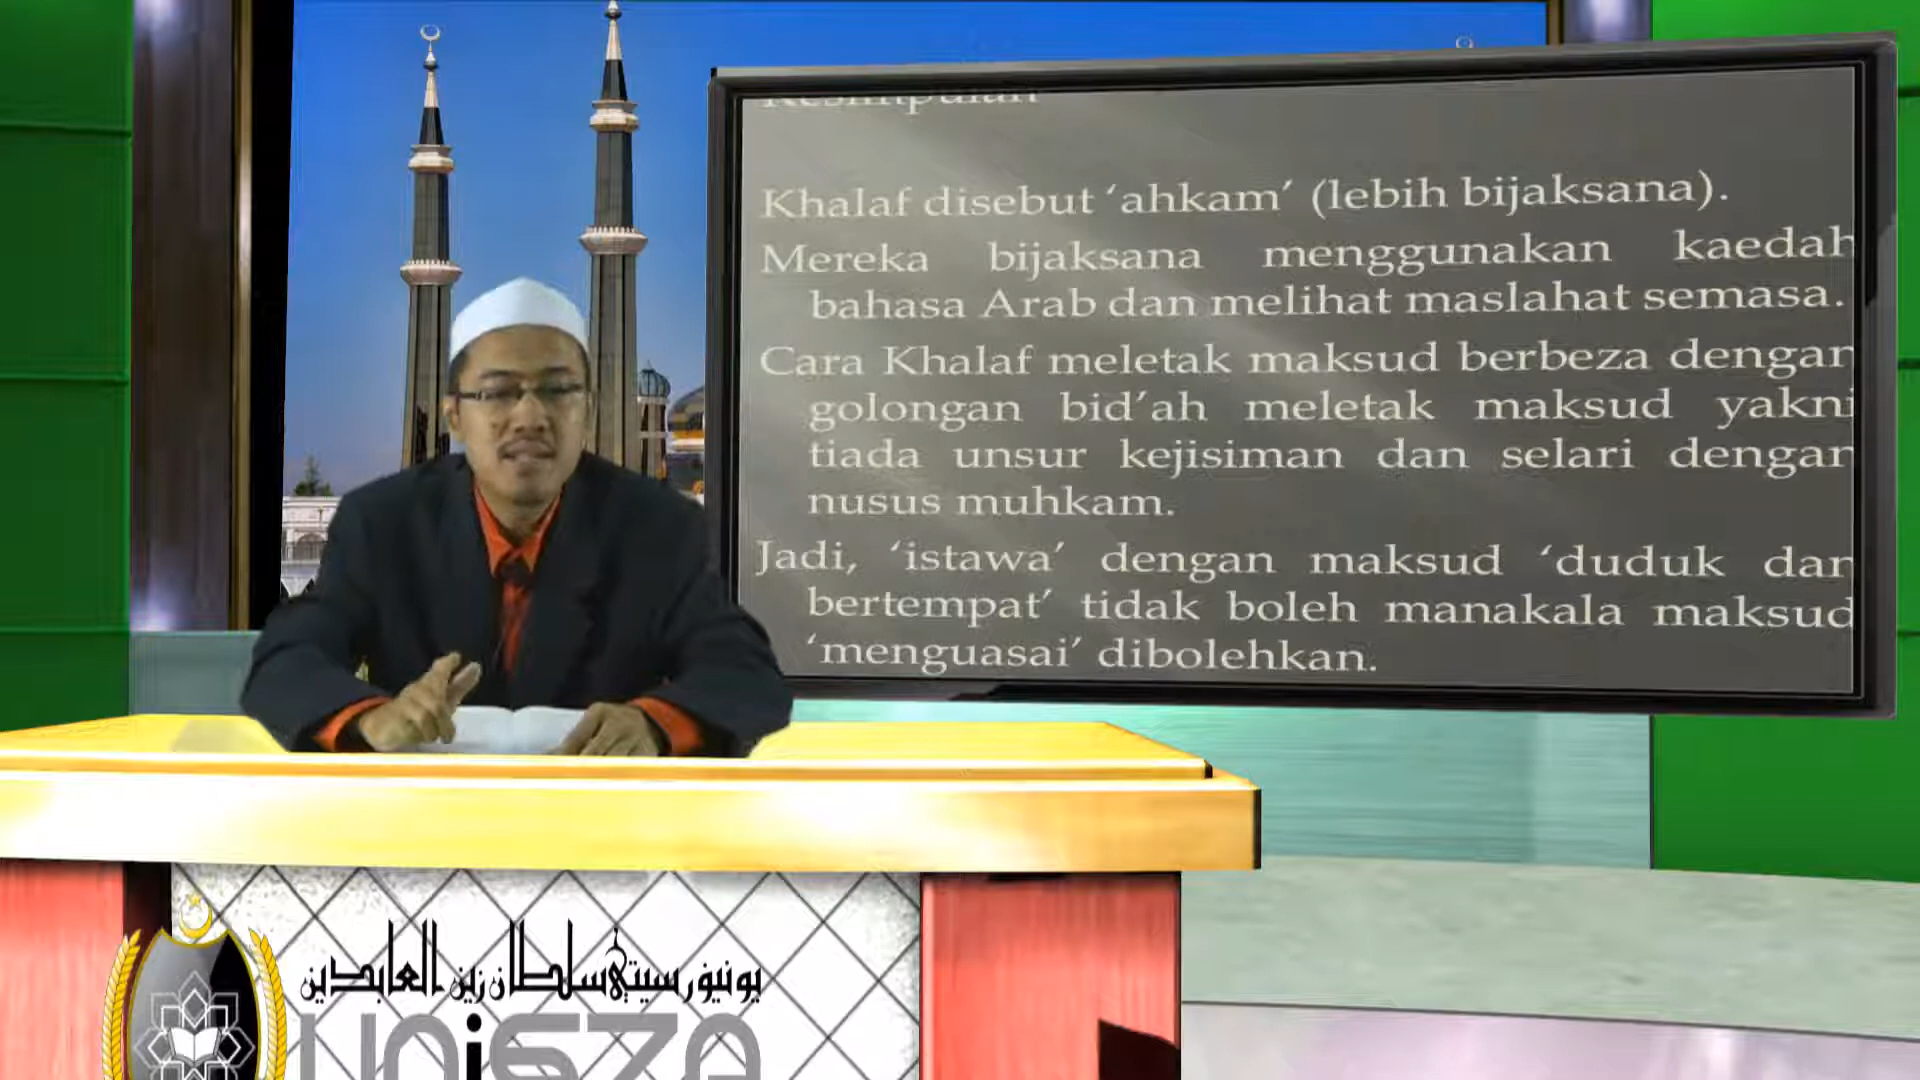 Kesimpulan
Khalaf disebut ‘ahkam’ (lebih bijaksana).
Mereka bijaksana menggunakan kaedah
bahasa Arab dan melihat maslahat semasa.
Cara Khalaf meletak maksud berbeza dengan
golongan bid’ah meletak maksud yakni
tiada unsur kejisiman dan selari dengan
nusus muhkam.
Jadi, ‘istawa’ dengan maksud ‘duduk dan
bertempat’ tidak boleh manakala maksud
‘menguasai’ dibolehkan.
يونيۏرسيتي سلطان زين العابدين
UniSZA